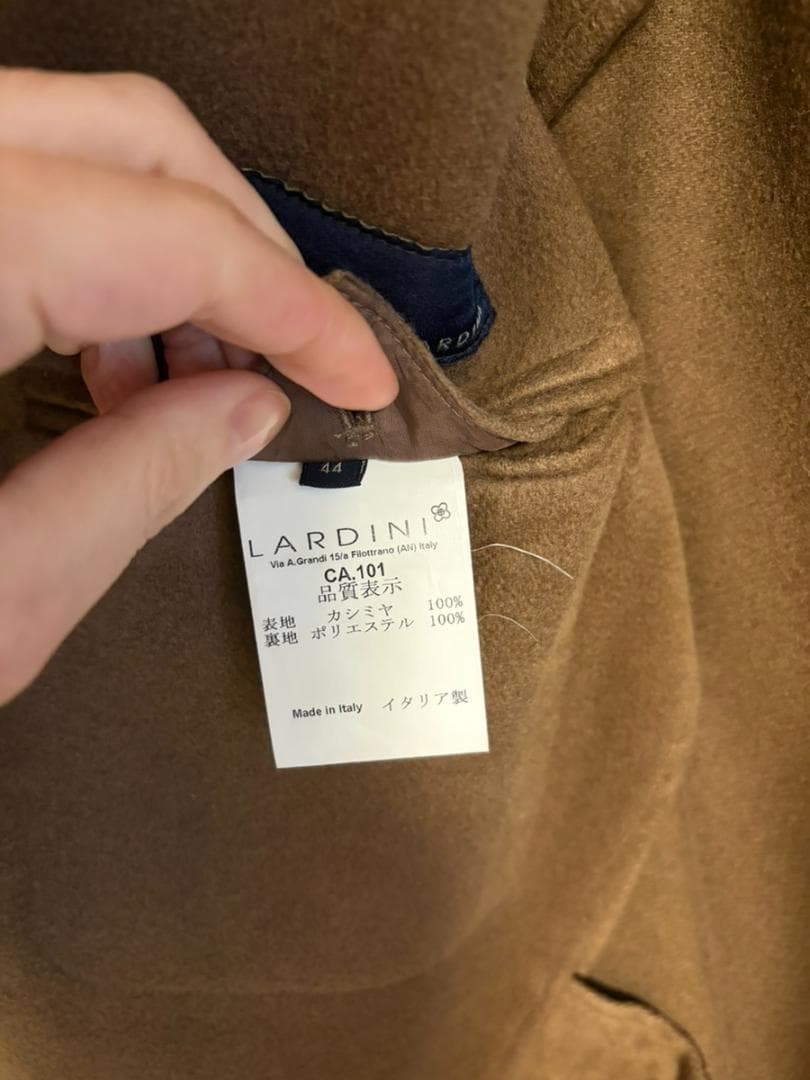 ARDIN
44
LARDINI
Via A.Grandi 15/a Filottrano (AN) Italy
CA.101
品質表示
表地 カシミヤ 100%
裏地 ポリエステル 100%
Made in Italy イタリア製